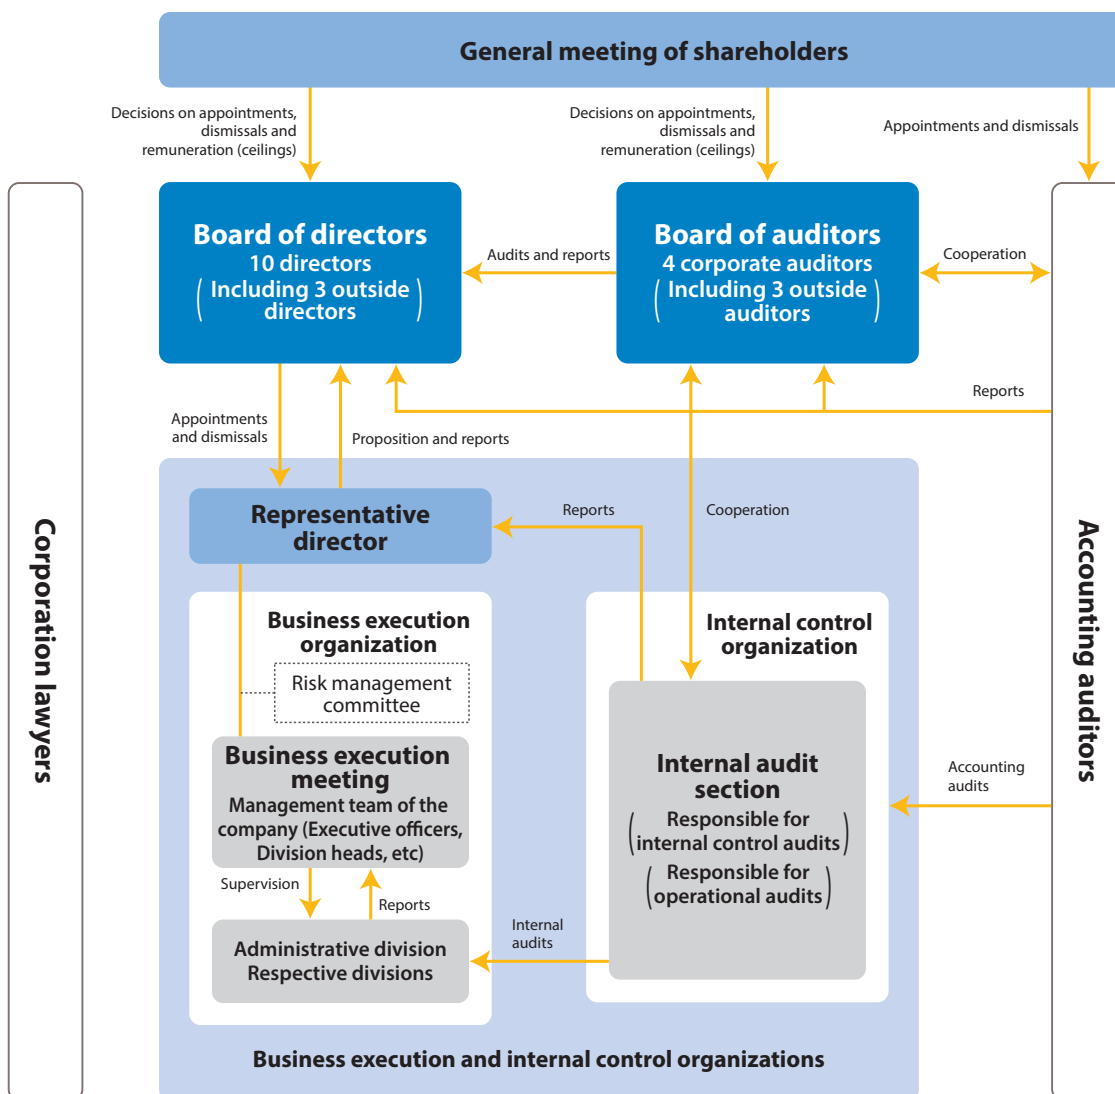 General meeting of shareholders
Decisions on appointments,
dismissals and
remuneration (ceilings)
Decisions on appointments,
dismissals and
remuneration (ceilings)
Appointments and dismissals
Board of directors
10 directors
(Including 3 outside
directors)
Audits and reports
Board of auditors
4 corporate auditors
(Including 3 outside
auditors)
Cooperation
Reports
Appointments
and dismissals
Proposition and reports
Corporation lawyers
Accounting auditors
Representative
director
Reports
Cooperation
Business execution
organization
Risk management
committee
Business execution
meeting
Management team of the
company (Executive officers,
Division heads, etc)
Supervision
Reports
Administrative division
Respective divisions
Internal
audits
Internal control
organization
Internal audit
section
(Responsible for
internal control audits)
(Responsible for
operational audits)
Accounting
audits
Business execution and internal control organizations